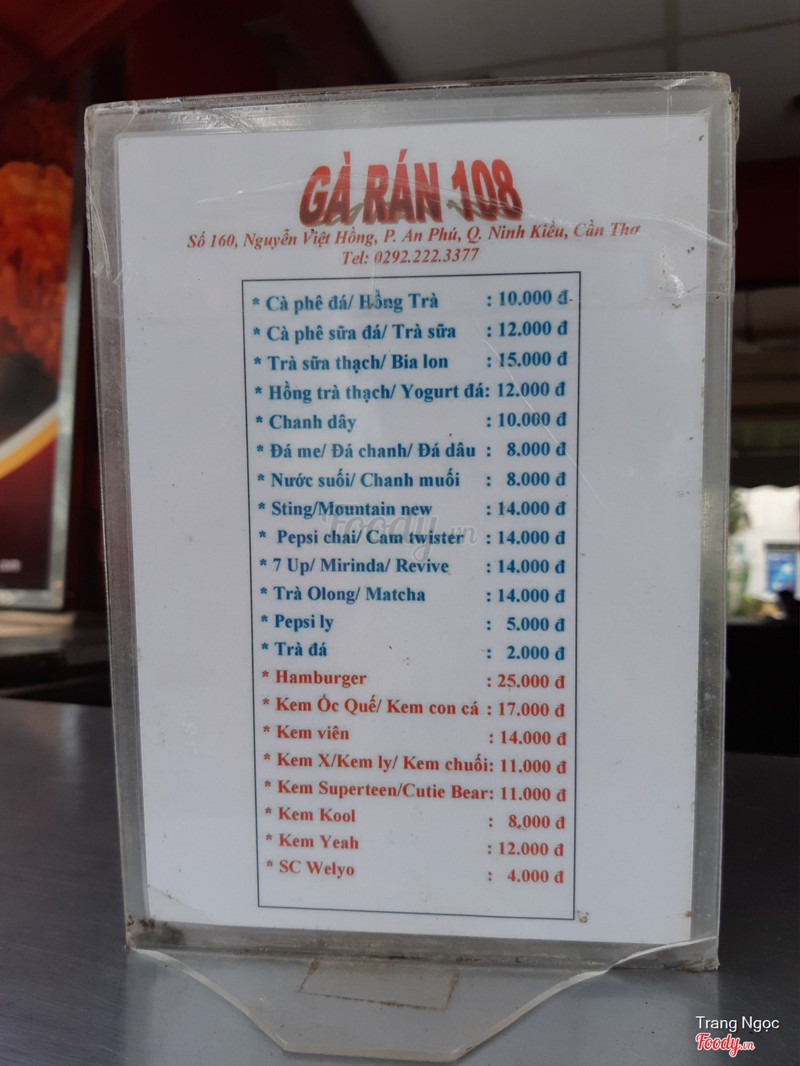 GÀ RÁN 108
Số 160, Nguyễn Việt Hồng, P. An Phú, Q. Ninh Kiều, Cần Thơ
Tel: 0292.222.3377
* Cà phê đá/ Hồng Trà : 10.000 đ
* Cà phê sữa đá/ Trà sữa : 12.000 đ
* Trà sữa thạch/ Bia lon : 15.000 đ
* Hồng trà thạch/ Yogurt đá: 12.000 đ
* Chanh dây : 10.000 đ
* Đá me/ Đá chanh/ Đá dâu : 8.000 đ
* Nước suối/ Chanh muối : 8.000 đ
* Sting/Mountain new : 14.000 đ
* Pepsi chai/ Cam twister : 14.000 đ
* 7 Up/ Mirinda/ Revive : 14.000 đ
* Trà Olong/ Matcha : 14.000 đ
* Pepsi ly : 5.000 đ
* Trà đá : 2.000 đ
* Hamburger : 25.000 đ
* Kem Ốc Quế/ Kem con cá : 17.000 đ
* Kem viên : 14.000 đ
* Kem X/Kem ly/ Kem chuối: 11.000 đ
* Kem Superteen/Cutie Bear: 11.000 đ
* Kem Kool : 8.000 đ
* Kem Yeah : 12.000 đ
* SC Welyo : 4.000 đ
Foody.vn
Trang Ngọc
Foody.vn